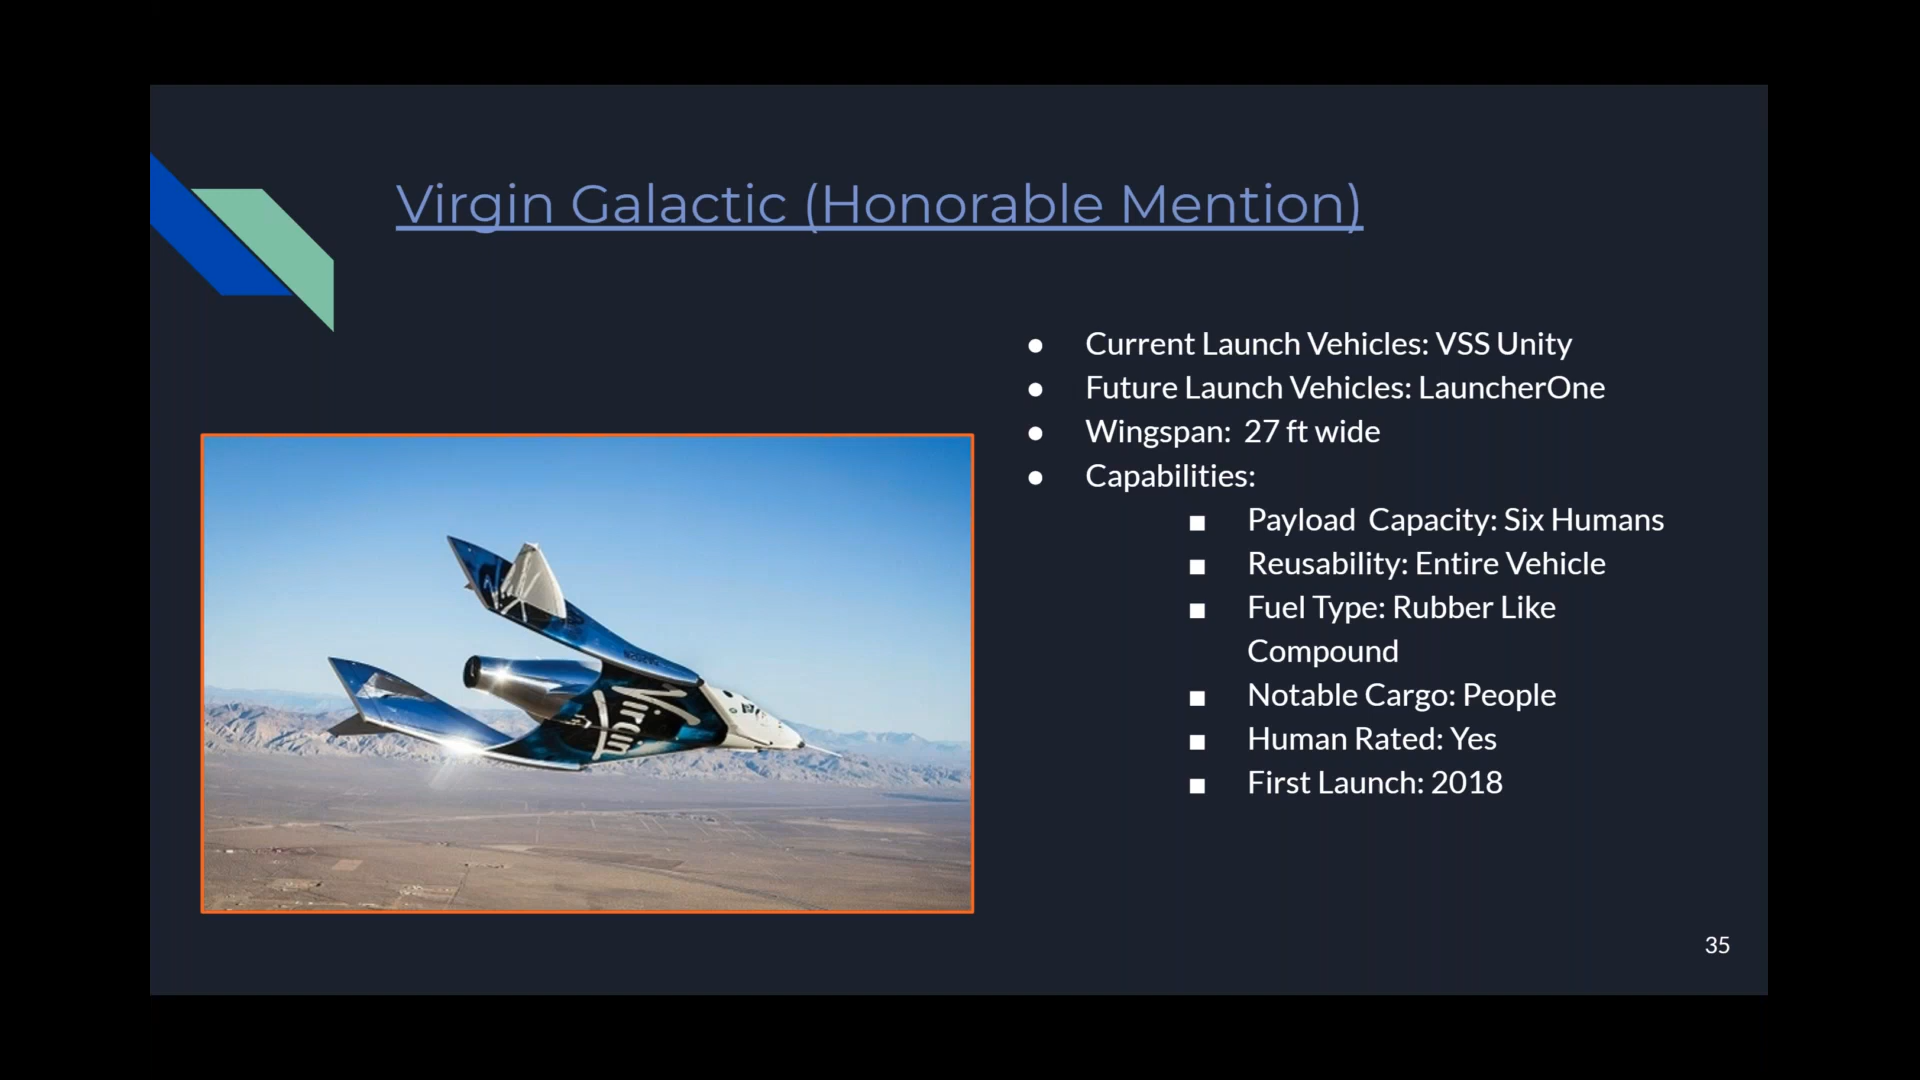 Virgin Galactic (Honorable Mention)
● Current Launch Vehicles: VSS Unity
● Future Launch Vehicles: LauncherOne
● Wingspan: 27 ft wide
● Capabilities:
■ Payload Capacity: Six Humans
■ Reusability: Entire Vehicle
■ Fuel Type: Rubber Like
Compound
■ Notable Cargo: People
■ Human Rated: Yes
■ First Launch: 2018
Virgin
35